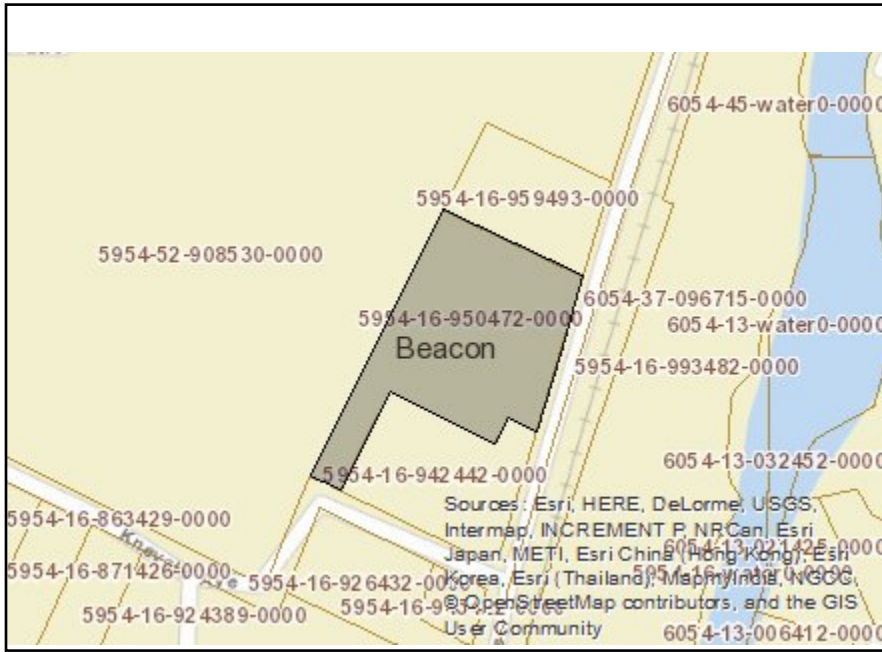 6054-45-water0-0000
5954-16-959493-0000
5954-52-908530-0000
6054-37-096715-0000
5954-16-950472-0000
6054-13-water0-0000
Beacon
5954-16-993482-0000
6054-13-032452-0000
5954-16-942442-0000
Sources: Esri, HERE, DeLorme, USGS,
Intermap, INCREMENT P, NRCan, Esri
Japan, METI, Esri China (Hong Kong), Esri
Korea, Esri (Thailand), MapmyIndia, NGCC,
© OpenStreetMap contributors, and the GIS
User Community
5954-16-863429-0000
6054-13-021425-0000
5954-16-871426-0000
5954-16-926432-0000
5954-16-924389-0000
6054-13-006412-0000